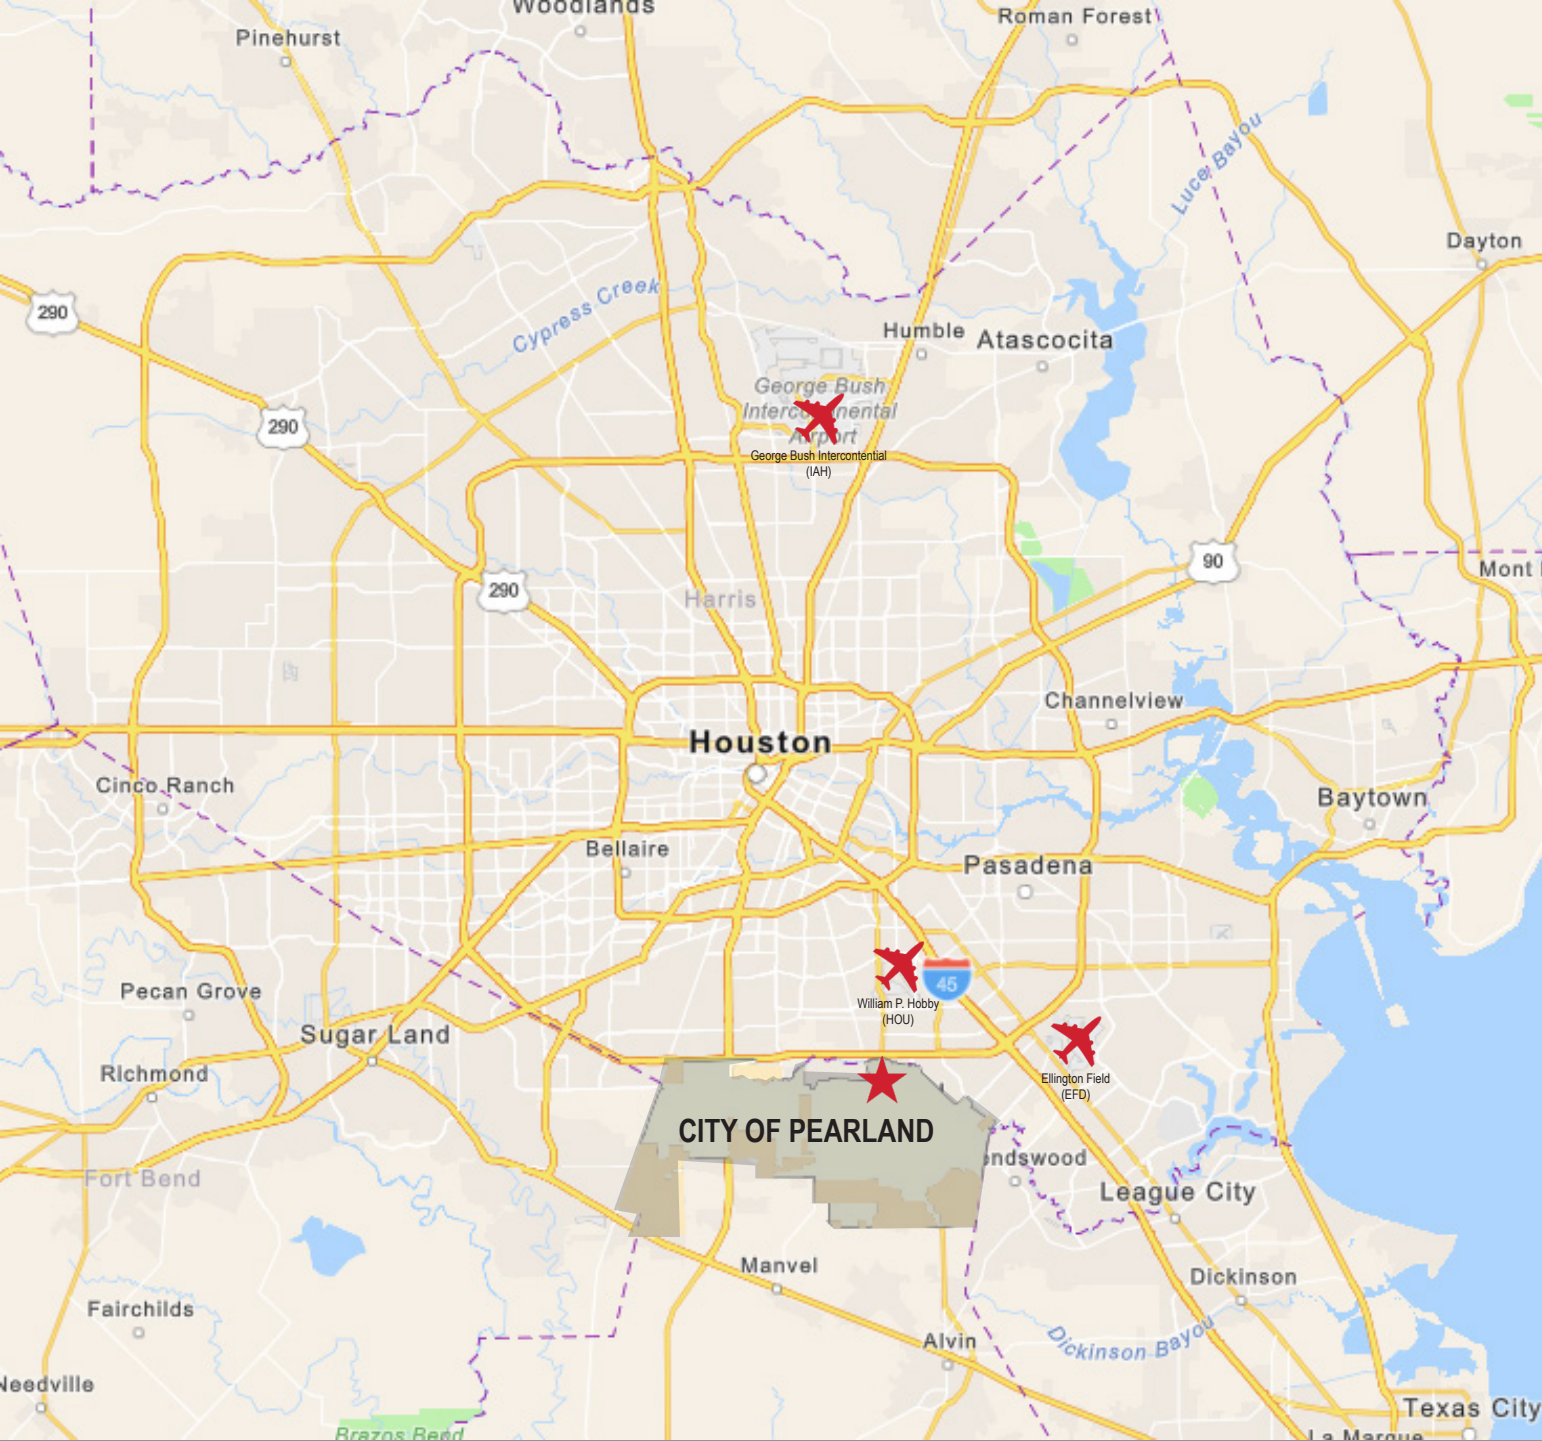 Woodlands
Roman Forest
Pinehurst
Luce Bayou
Dayton
290
Cypress Creek
Humble
Atascocita
George Bush
Intercontinental
Airport
290
George Bush Intercontential
(IAH)
90
Mont
290
Harris
Channelview
Houston
Cinco Ranch
Baytown
Bellaire
Pasadena
45
Pecan Grove
William P. Hobby
(HOU)
Sugar Land
Richmond
Ellington Field
(EFD)
CITY OF PEARLAND
endswood
Fort Bend
League City
Manvel
Dickinson
Fairchilds
Dickinson Bayou
Alvin
Needville
Texas City
Brazos Bend
La Marque